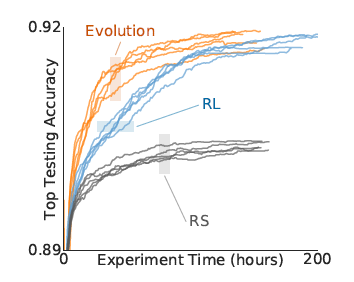 0.92
Evolution
Top Testing Accuracy
RL
RS
0.89
0
Experiment Time (hours)
200